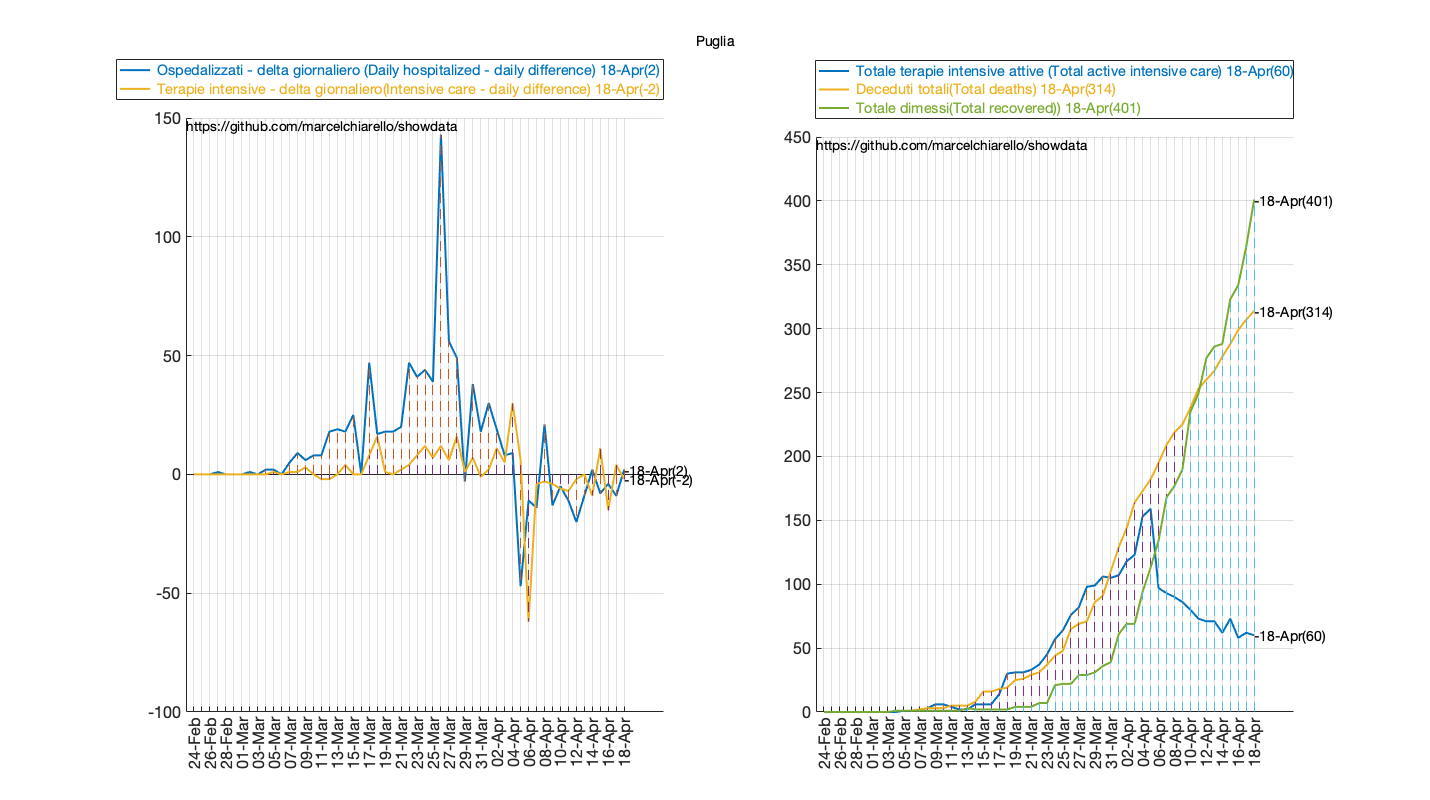 Puglia
Ospedalizzati - delta giornaliero (Daily hospitalized - daily difference) 18-Apr(2)
Terapie intensive - delta giornaliero(Intensive care - daily difference) 18-Apr(-2)
150
https://github.com/marcelchiarello/showdata
100
50
0
-50
-100
18-Apr(2)
18-Apr(-2)
24-Feb
26-Feb
28-Feb
01-Mar
03-Mar
05-Mar
07-Mar
09-Mar
11-Mar
13-Mar
15-Mar
17-Mar
19-Mar
21-Mar
23-Mar
25-Mar
27-Mar
29-Mar
31-Mar
02-Apr
04-Apr
06-Apr
08-Apr
10-Apr
12-Apr
14-Apr
16-Apr
18-Apr
Totale terapie intensive attive (Total active intensive care) 18-Apr(60)
Deceduti totali(Total deaths) 18-Apr(314)
Totale dimessi(Total recovered)) 18-Apr(401)
450
https://github.com/marcelchiarello/showdata
400
350
300
250
200
150
100
50
0
18-Apr(401)
18-Apr(314)
18-Apr(60)
24-Feb
26-Feb
28-Feb
01-Mar
03-Mar
05-Mar
07-Mar
09-Mar
11-Mar
13-Mar
15-Mar
17-Mar
19-Mar
21-Mar
23-Mar
25-Mar
27-Mar
29-Mar
31-Mar
02-Apr
04-Apr
06-Apr
08-Apr
10-Apr
12-Apr
14-Apr
16-Apr
18-Apr